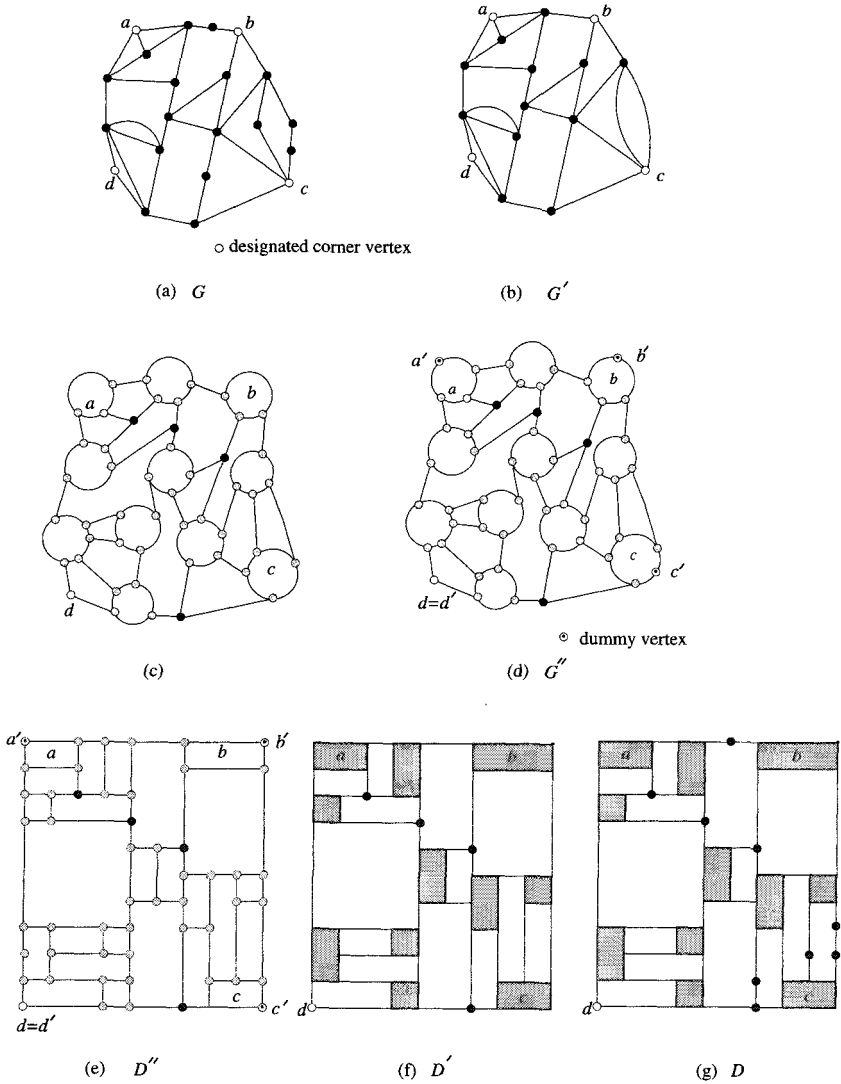 a b a b
d c d c
○ designated corner vertex
(a) G (b) G′
a b a′ a b b′
d c d=d′ c c′
⊙ dummy vertex
(c) (d) G″
a′ a b b′ a b a b
c c c
d=d′ c′ d d
(e) D″ (f) D′ (g) D